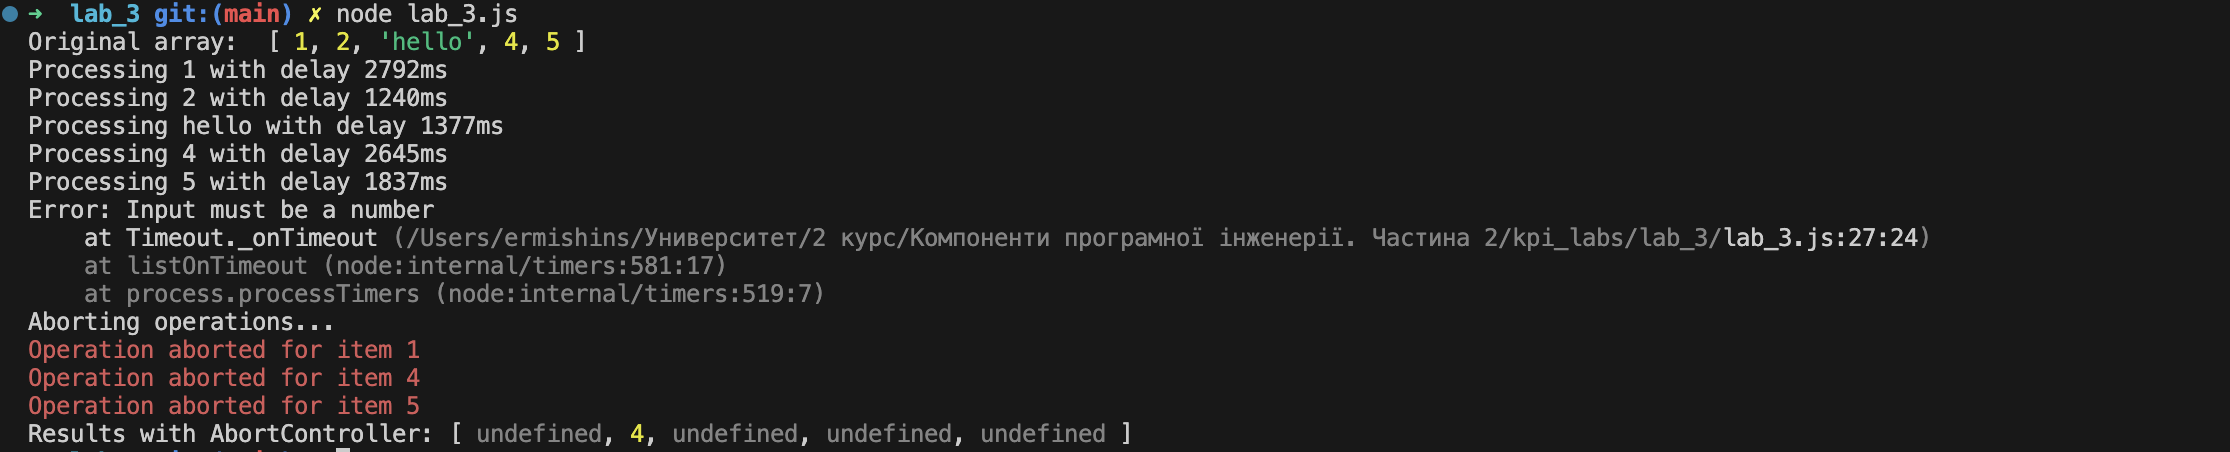 ➜ lab_3 git:(main) ✗ node lab_3.js
Original array:  [ 1, 2, 'hello', 4, 5 ]
Processing 1 with delay 2792ms
Processing 2 with delay 1240ms
Processing hello with delay 1377ms
Processing 4 with delay 2645ms
Processing 5 with delay 1837ms
Error: Input must be a number
    at Timeout._onTimeout (/Users/ermishins/Университет/2 курс/Компоненти програмної інженерії. Частина 2/kpi_labs/lab_3/lab_3.js:27:24)
    at listOnTimeout (node:internal/timers:581:17)
    at process.processTimers (node:internal/timers:519:7)
Aborting operations...
Operation aborted for item 1
Operation aborted for item 4
Operation aborted for item 5
Results with AbortController: [ undefined, 4, undefined, undefined, undefined ]